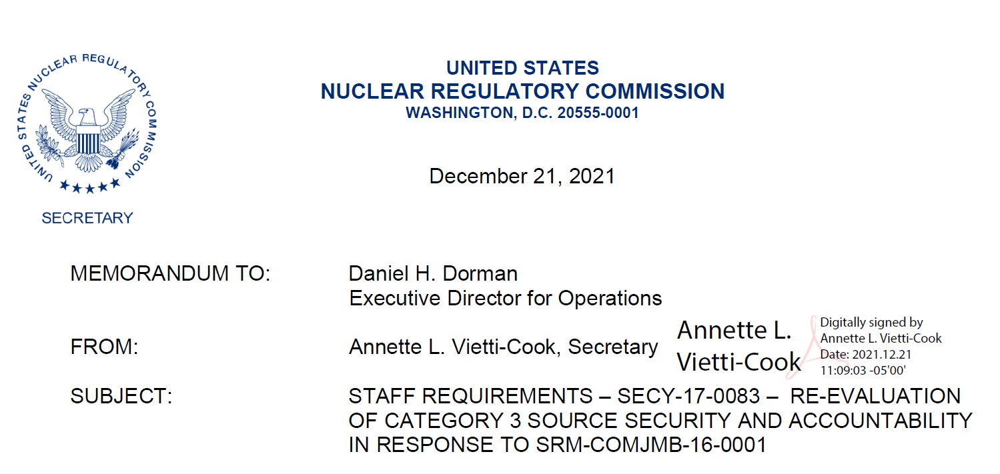 UNITED STATES NUCLEAR REGULATORY COMMISSION
SECRETARY
UNITED STATES
NUCLEAR REGULATORY COMMISSION
WASHINGTON, D.C. 20555-0001
December 21, 2021
MEMORANDUM TO: Daniel H. Dorman
Executive Director for Operations
FROM: Annette L. Vietti-Cook, Secretary
Annette L.
Vietti-Cook
Digitally signed by
Annette L. Vietti-Cook
Date: 2021.12.21
11:09:03 -05'00'
SUBJECT: STAFF REQUIREMENTS – SECY-17-0083 – RE-EVALUATION
OF CATEGORY 3 SOURCE SECURITY AND ACCOUNTABILITY
IN RESPONSE TO SRM-COMJMB-16-0001